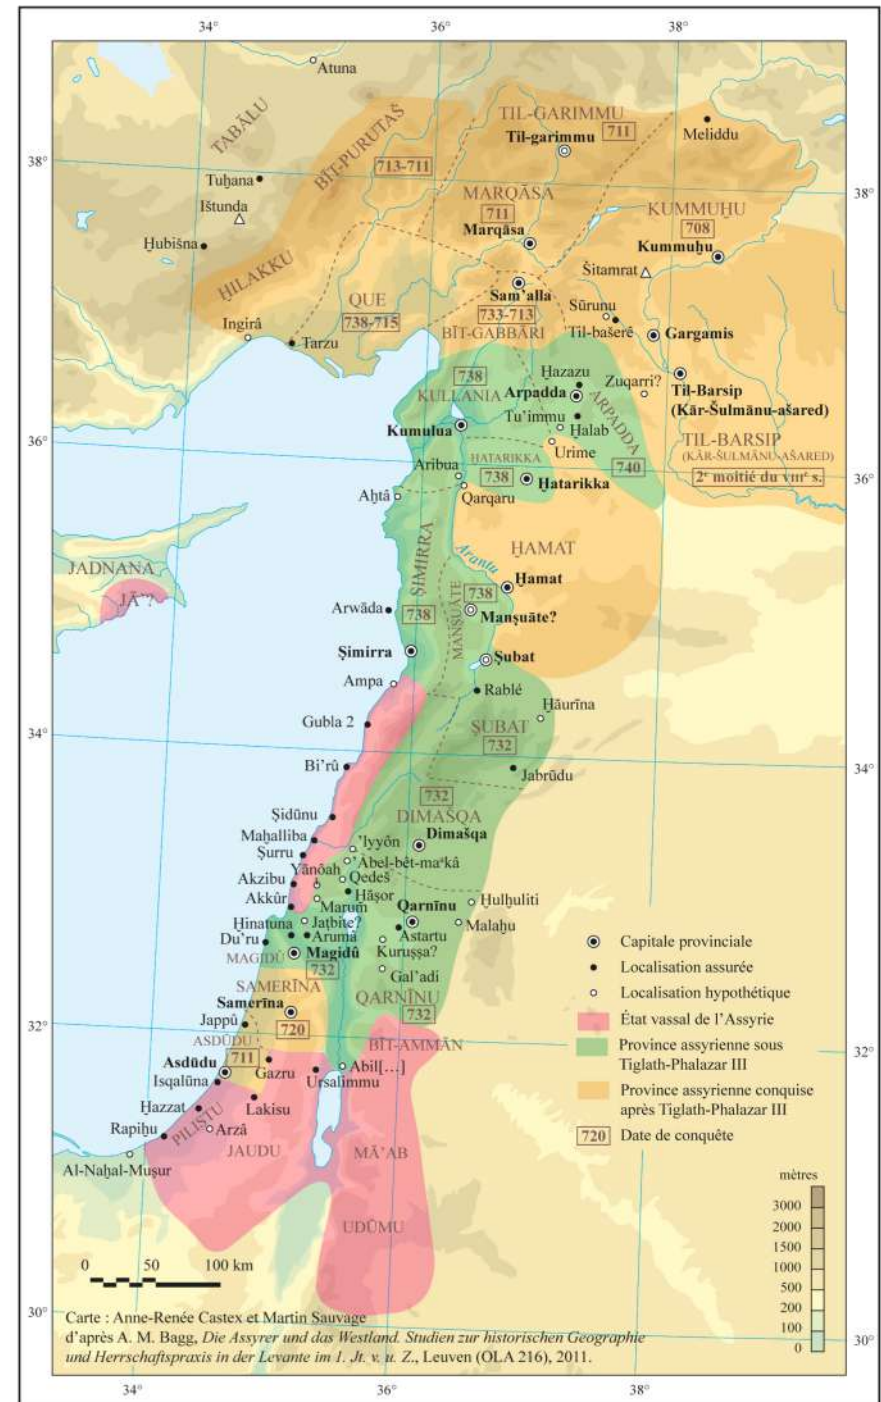 34°
36°
38°
Atuna
TABĀLU
BĪT-PURUTAŠ
713-711
TIL-GARIMMU
Til-garimmu
711
Meliddu
38°
38°
Tuḫana
Ištunda
Ḫubišna
ḪILAKKU
MARQĀSA
711
Marqāsa
KUMMUḪU
708
Kummuḫu
Šitamrat
QUE
738-715
Sam'alla
733-713
BĪT-GABBĀRI
Sūrunu
Til-bašerê
Gargamis
Ingirâ
Tarzu
738
KULLANIA
Ḫazazu
Arpadda
Zuqarri?
Til-Barsip
(Kār-Šulmānu-ašared)
ARPADDA
740
Tu'immu
Ḫalab
Kumulua
36°
36°
Urime
TIL-BARSIP
(KĀR-ŠULMĀNU-AŠARED)
2e moitié du VIIIe s.
Aribua
ḪATARIKKA
738
Ḫatarikka
Aḫtâ
Qarqaru
ṢIMIRRA
738
Arantu
ḪAMAT
Ḫamat
JADNANA
JĀ'?
Arwāda
MANṢUĀTE
738
Manṣuāte?
Ṣimirra
Ṣubat
Ampa
Rablé
Ḫāurīna
Gubla 2
ṢUBAT
732
34°
34°
Bi'rû
Jabrūdu
732
DIMAŠQA
Dimašqa
Ṣidūnu
Maḫalliba
Ṣurru
'Iyyôn
'Ābel-bêt-maᵃkâ
Yānôaḫ
Qedeš
Akzibu
Ḫāṣor
Akkû
Marum
Qarnīnu
Ḫulḫuliti
Ḫinatuna
Jaṭbite?
Malaḫu
Astartu
Du'ru
Aruma
Kuruṣṣa?
MAGIDÛ
Magidû
732
Gal'adi
SAMERĪNA
Samerīna
QARNĪNU
732
720
Jappû
32°
32°
ASDŪDU
711
BĪT-AMMĀN
Asdūdu
Gazru
Abil[…]
Isqalūna
Ursalimmu
Ḫazzat
Lakisu
PILIŠTU
Rapiḫu
Arzâ
JAUDU
MĀ'AB
Al-Naḫal-Muṣur
UDŪMU
Capitale provinciale
Localisation assurée
Localisation hypothétique
État vassal de l'Assyrie
Province assyrienne sous
Tiglath-Phalazar III
Province assyrienne conquise
après Tiglath-Phalazar III
720 Date de conquête
mètres
3000
2000
1500
1000
500
200
100
0
0 50 100 km
30°
30°
Carte : Anne-Renée Castex et Martin Sauvage
d'après A. M. Bagg, Die Assyrer und das Westland. Studien zur historischen Geographie
und Herrschaftspraxis in der Levante im 1. Jt. v. u. Z., Leuven (OLA 216), 2011.
34°
36°
38°